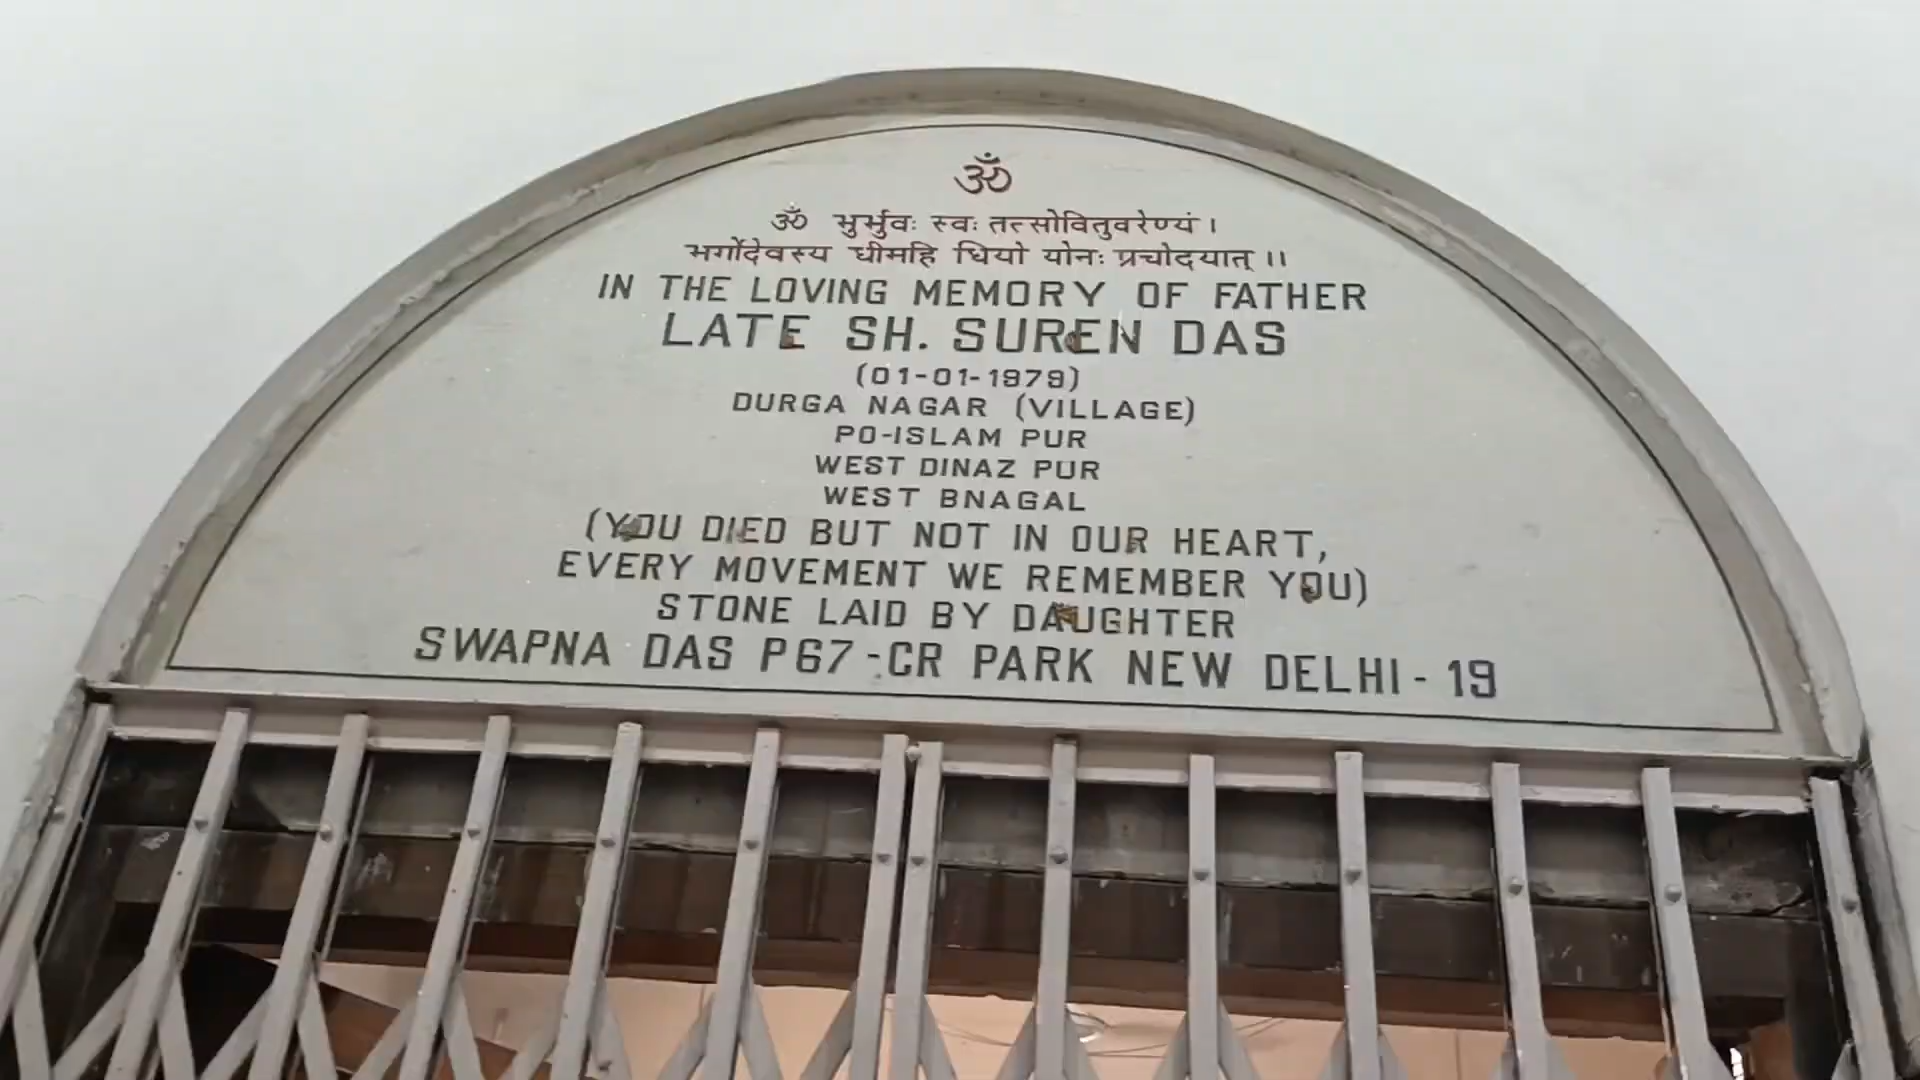 ॐ
ॐ भुर्भुवः स्वः तत्सोवितुवरेण्यं ।
भर्गोदेवस्य धीमहि धियो योनः प्रचोदयात् ।।
IN THE LOVING MEMORY OF FATHER
LATE SH. SUREN DAS
(01-01-1979)
DURGA NAGAR (VILLAGE)
PO-ISLAM PUR
WEST DINAZ PUR
WEST BNAGAL
(YOU DIED BUT NOT IN OUR HEART,
EVERY MOVEMENT WE REMEMBER YOU)
STONE LAID BY DAUGHTER
SWAPNA DAS P67-CR PARK NEW DELHI-19